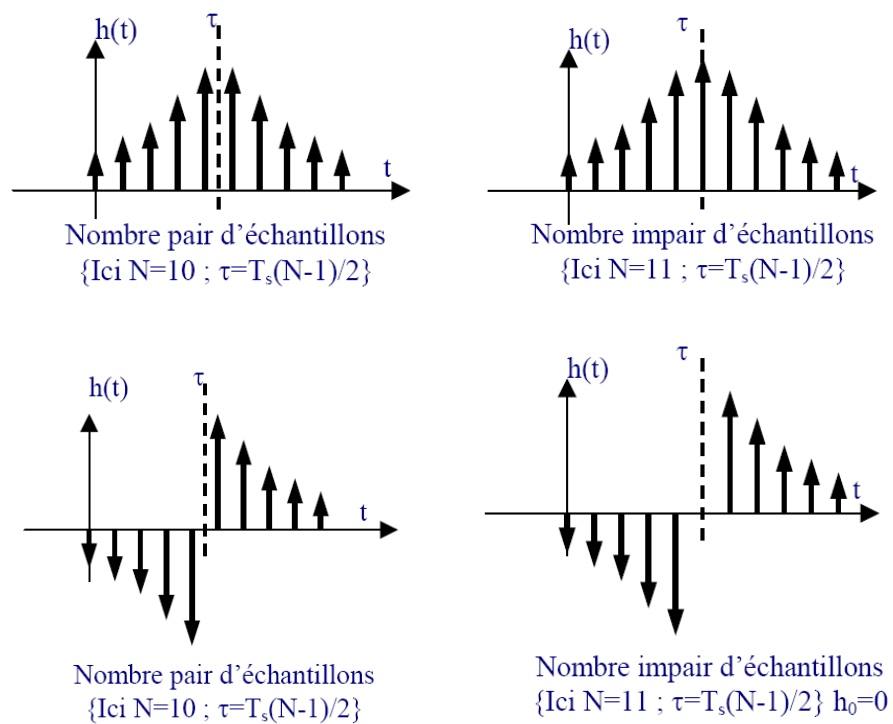 h(t)
τ
t
Nombre pair d’échantillons
{Ici N=10 ; τ=Tₛ(N-1)/2}
h(t)
τ
t
Nombre impair d’échantillons
{Ici N=11 ; τ=Tₛ(N-1)/2}
h(t)
τ
t
Nombre pair d’échantillons
{Ici N=10 ; τ=Tₛ(N-1)/2}
h(t)
τ
t
Nombre impair d’échantillons
{Ici N=11 ; τ=Tₛ(N-1)/2} h₀=0